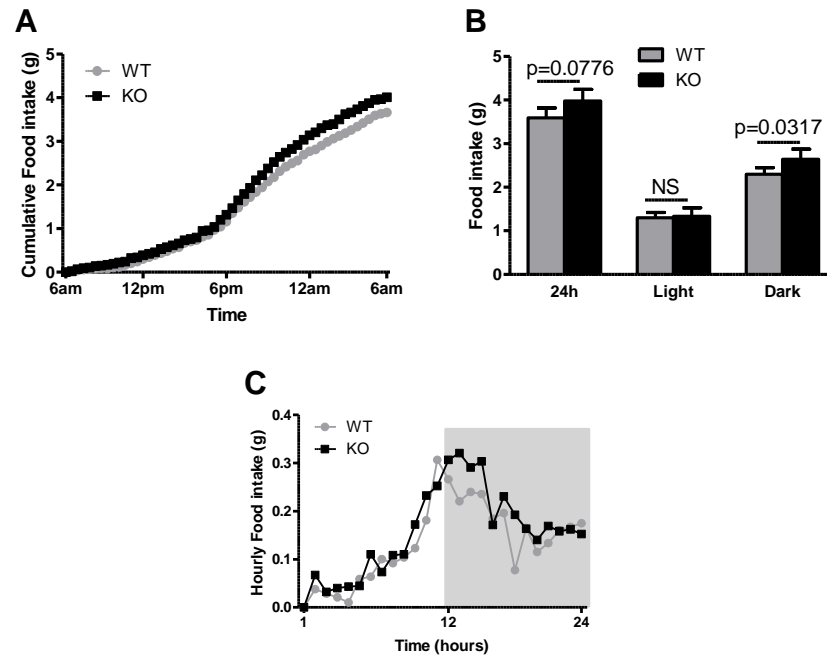 A
Cumulative Food intake (g)
5
4
3
2
1
0
WT
KO
6am 12pm 6pm 12am 6am
Time
B
Food intake (g)
5
4
3
2
1
0
WT
KO
p=0.0776
NS
p=0.0317
24h Light Dark
C
Hourly Food intake (g)
0.4
0.3
0.2
0.1
0.0
WT
KO
1 12 24
Time (hours)